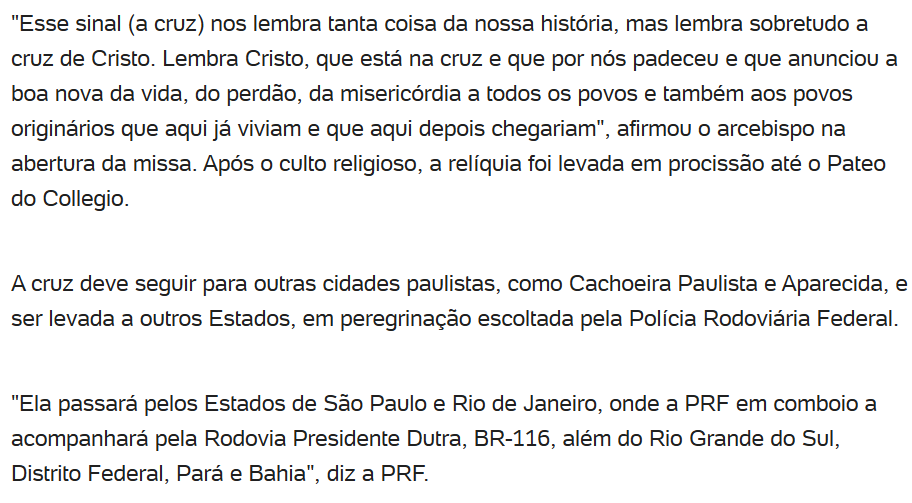 "Esse sinal (a cruz) nos lembra tanta coisa da nossa história, mas lembra sobretudo a
cruz de Cristo. Lembra Cristo, que está na cruz e que por nós padeceu e que anunciou a
boa nova da vida, do perdão, da misericórdia a todos os povos e também aos povos
originários que aqui já viviam e que aqui depois chegariam", afirmou o arcebispo na
abertura da missa. Após o culto religioso, a relíquia foi levada em procissão até o Pateo
do Collegio.
A cruz deve seguir para outras cidades paulistas, como Cachoeira Paulista e Aparecida, e
ser levada a outros Estados, em peregrinação escoltada pela Polícia Rodoviária Federal.
"Ela passará pelos Estados de São Paulo e Rio de Janeiro, onde a PRF em comboio a
acompanhará pela Rodovia Presidente Dutra, BR-116, além do Rio Grande do Sul,
Distrito Federal, Pará e Bahia", diz a PRF.